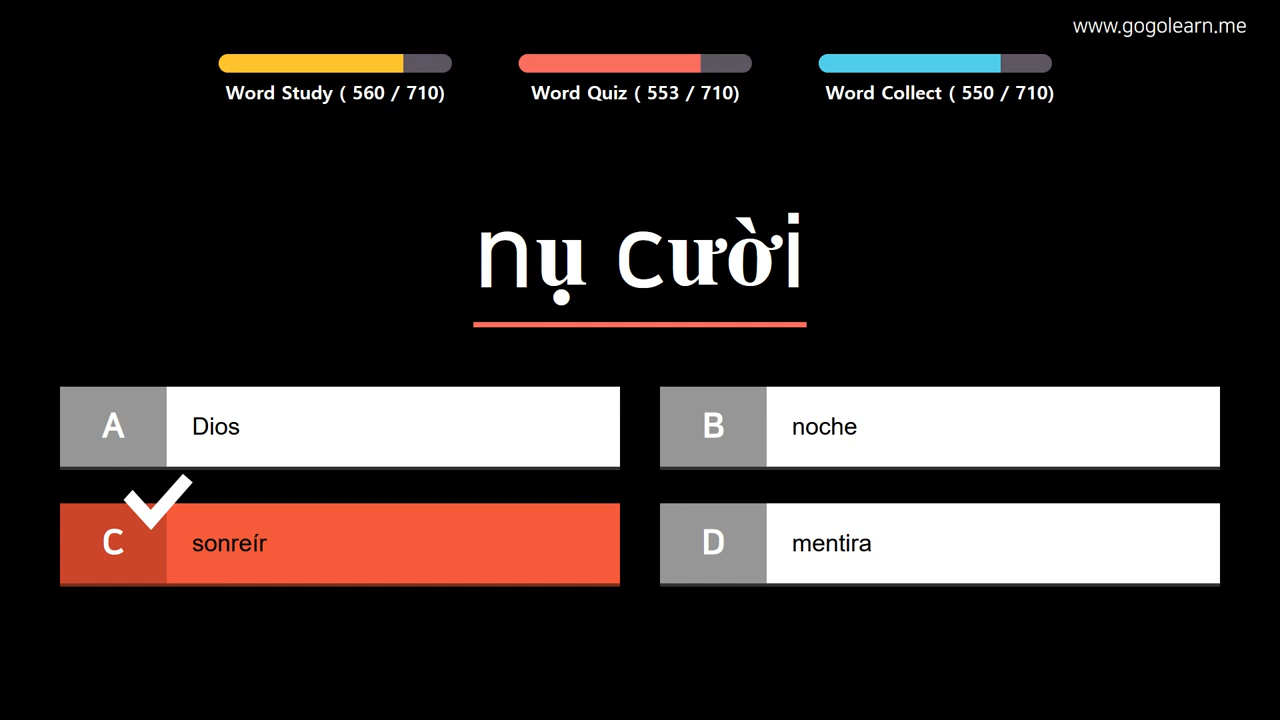 www.gogolearn.me
Word Study ( 560 / 710)
Word Quiz ( 553 / 710)
Word Collect ( 550 / 710)
nụ cười
A Dios
B noche
C sonreír
D mentira